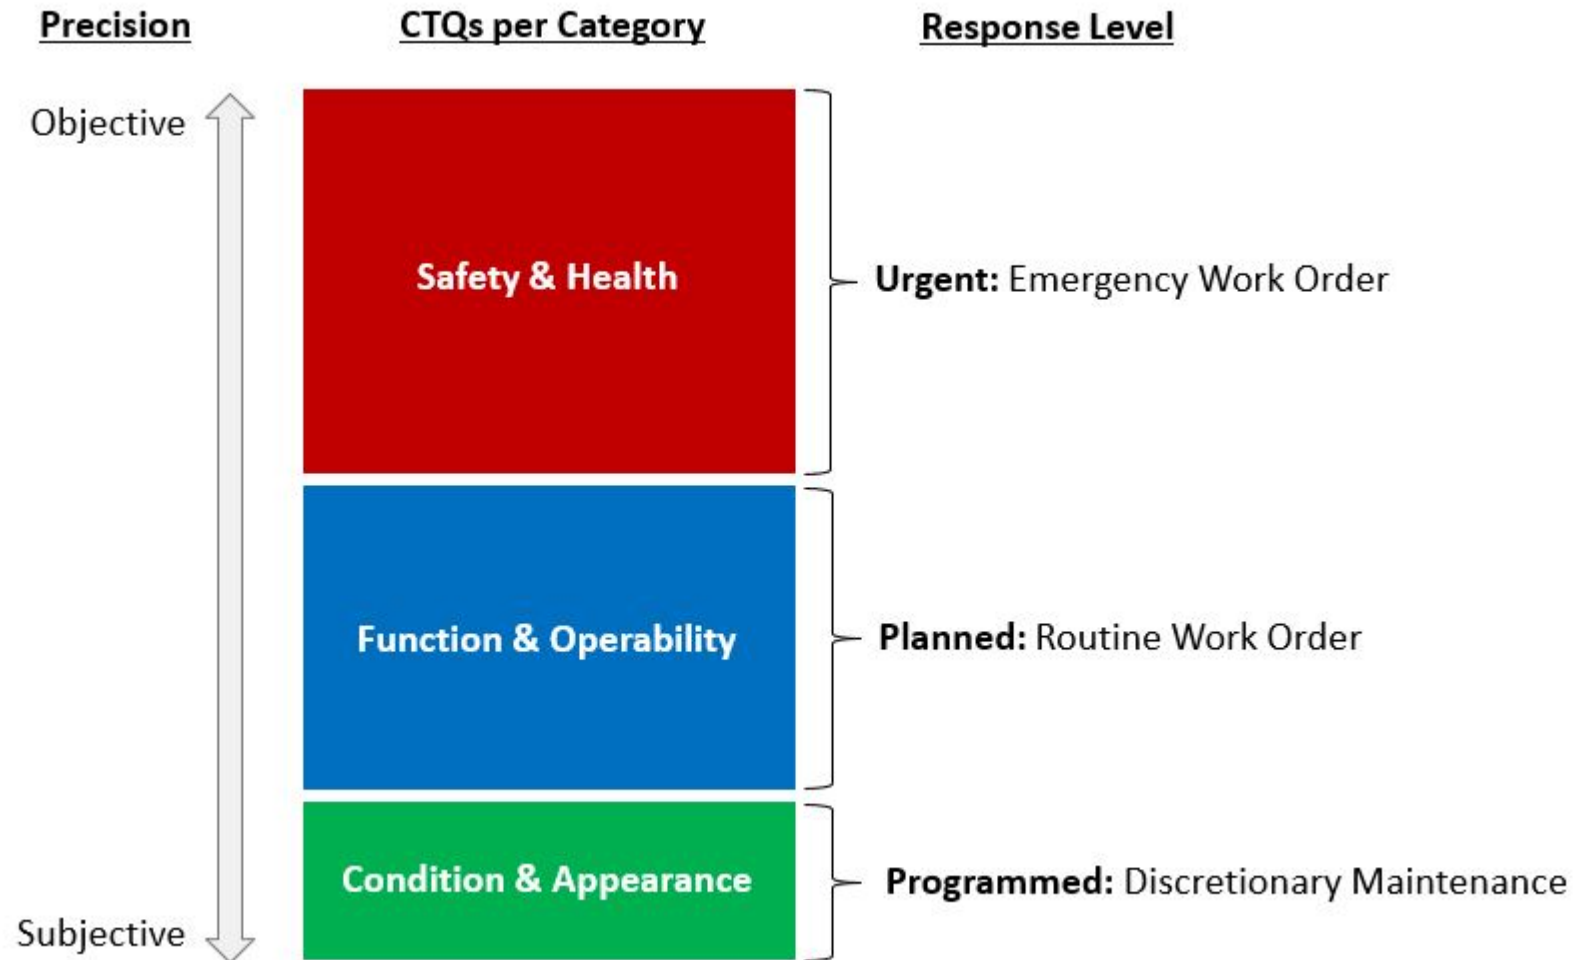 Precision
CTQs per Category
Response Level
Objective
Safety & Health
Urgent: Emergency Work Order
Function & Operability
Planned: Routine Work Order
Condition & Appearance
Programmed: Discretionary Maintenance
Subjective